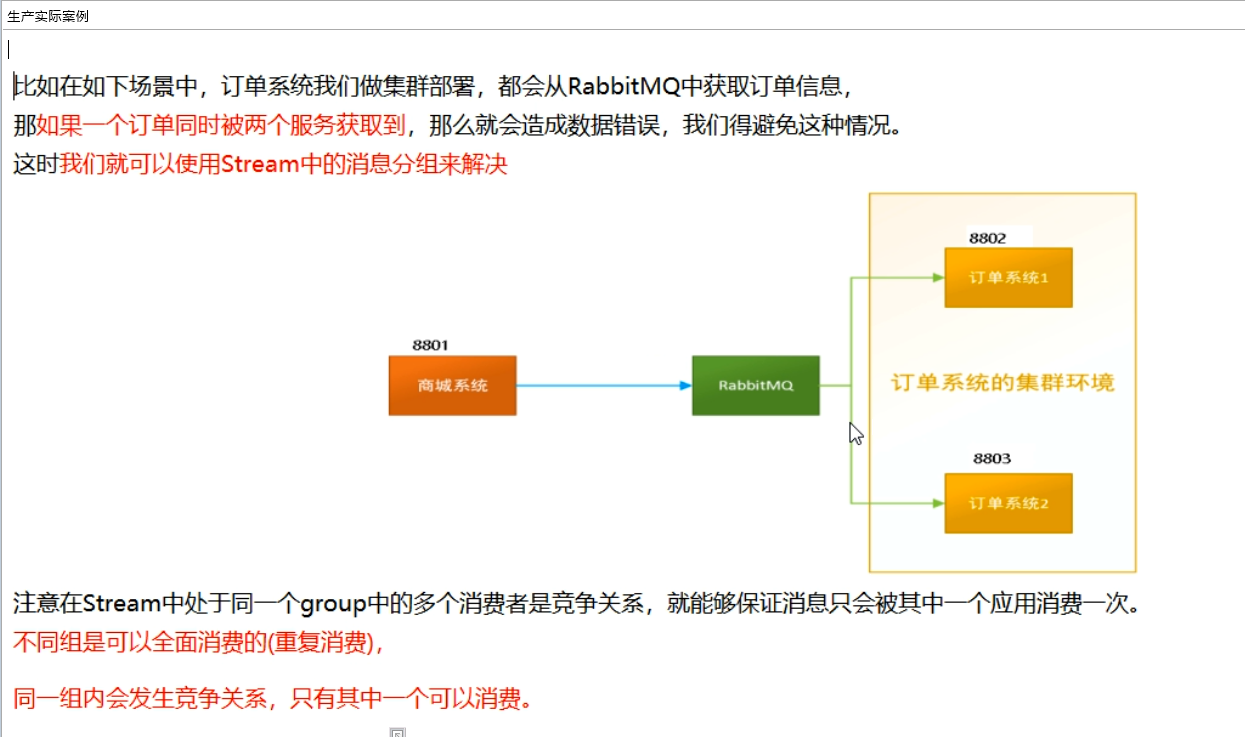 生产实际案例
比如在如下场景中，订单系统我们做集群部署，都会从RabbitMQ中获取订单信息，
那如果一个订单同时被两个服务获取到，那么就会造成数据错误，我们得避免这种情况。
这时我们就可以使用Stream中的消息分组来解决
8802
订单系统1
8801
商城系统
RabbitMQ
订单系统的集群环境
8803
订单系统2
注意在Stream中处于同一个group中的多个消费者是竞争关系，就能够保证消息只会被其中一个应用消费一次。
不同组是可以全面消费的(重复消费)，
同一组内会发生竞争关系，只有其中一个可以消费。